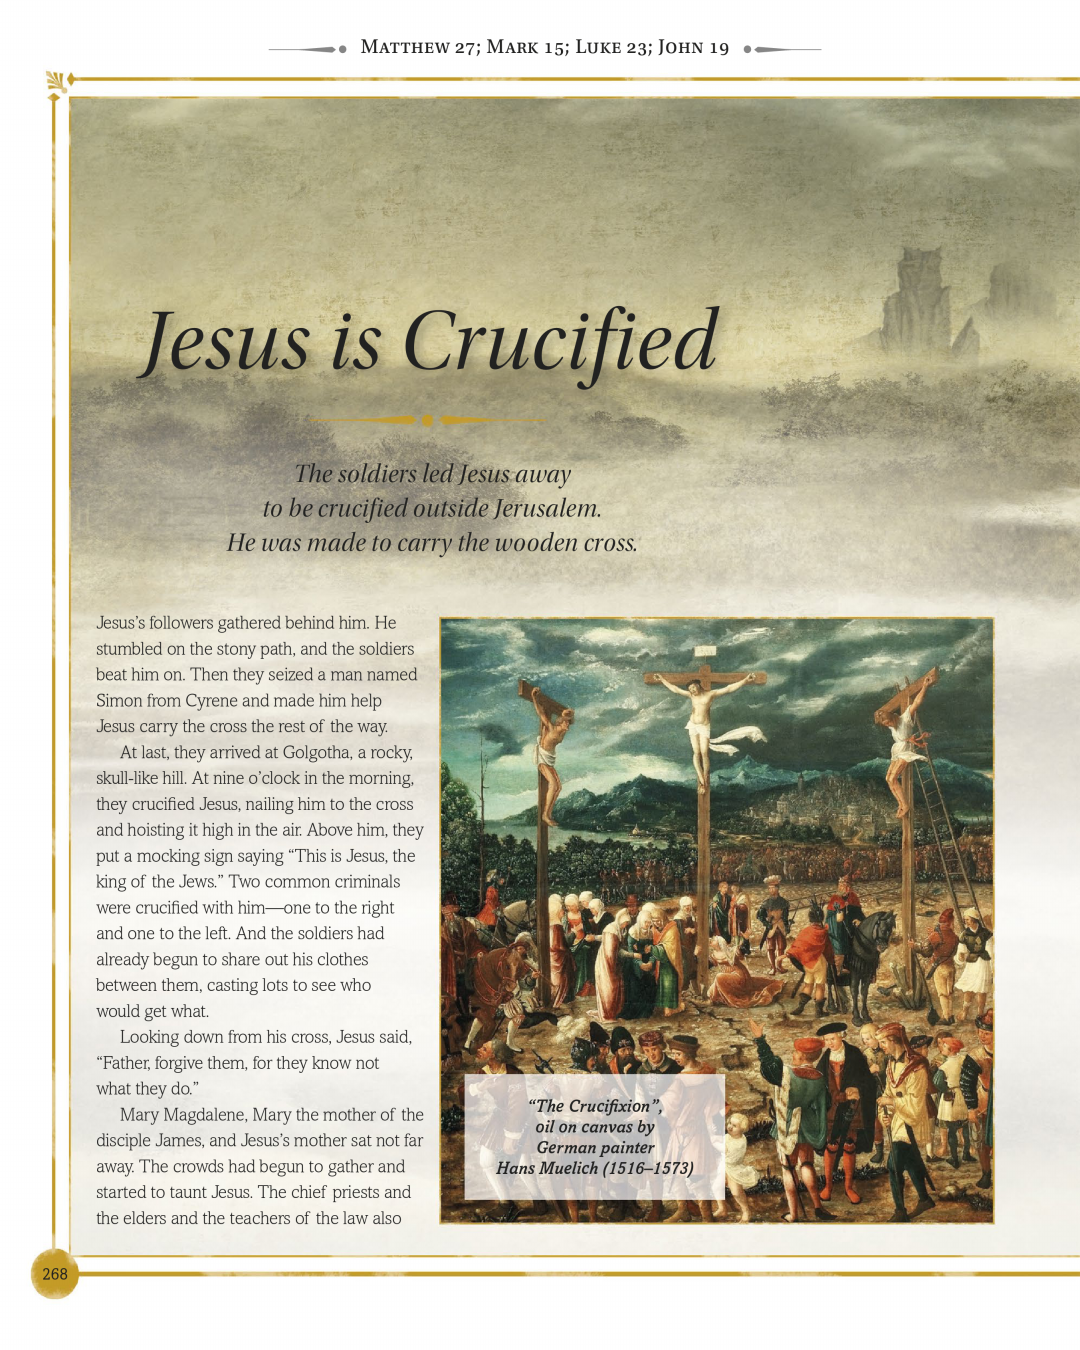 Matthew 27; Mark 15; Luke 23; John 19
Jesus is Crucified
The soldiers led Jesus away
to be crucified outside Jerusalem.
He was made to carry the wooden cross.
Jesus’s followers gathered behind him. He
stumbled on the stony path, and the soldiers
beat him on. Then they seized a man named
Simon from Cyrene and made him help
Jesus carry the cross the rest of the way.
At last, they arrived at Golgotha, a rocky,
skull-like hill. At nine o’clock in the morning,
they crucified Jesus, nailing him to the cross
and hoisting it high in the air. Above him, they
put a mocking sign saying “This is Jesus, the
king of the Jews.” Two common criminals
were crucified with him—one to the right
and one to the left. And the soldiers had
already begun to share out his clothes
between them, casting lots to see who
would get what.
Looking down from his cross, Jesus said,
“Father, forgive them, for they know not
what they do.”
Mary Magdalene, Mary the mother of the
disciple James, and Jesus’s mother sat not far
away. The crowds had begun to gather and
started to taunt Jesus. The chief priests and
the elders and the teachers of the law also
“The Crucifixion”,
oil on canvas by
German painter
Hans Muelich (1516–1573)
268